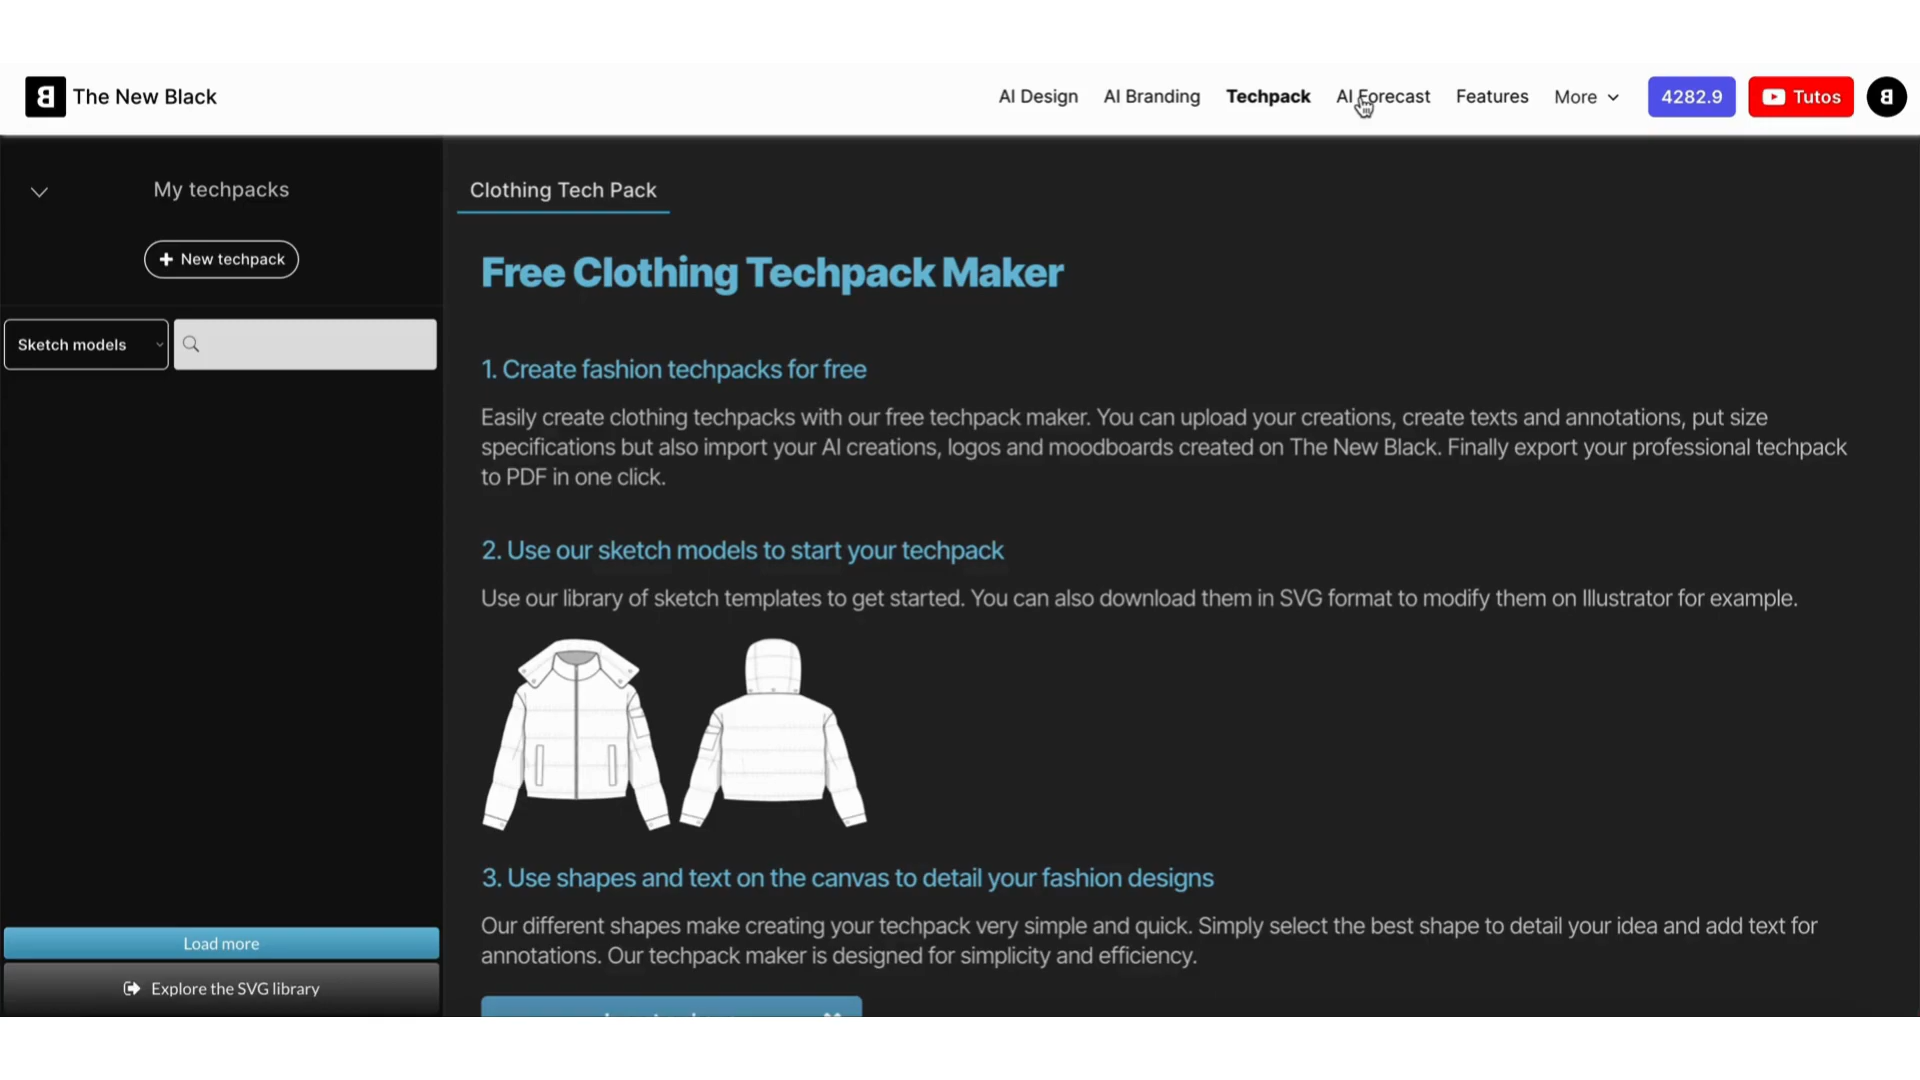 B The New Black
AI Design AI Branding Techpack AI Forecast Features More 4282.9 Tutos B
My techpacks
New techpack
Sketch models
Load more
Explore the SVG library
Clothing Tech Pack
Free Clothing Techpack Maker
1. Create fashion techpacks for free
Easily create clothing techpacks with our free techpack maker. You can upload your creations, create texts and annotations, put size
specifications but also import your AI creations, logos and moodboards created on The New Black. Finally export your professional techpack
to PDF in one click.
2. Use our sketch models to start your techpack
Use our library of sketch templates to get started. You can also download them in SVG format to modify them on Illustrator for example.
3. Use shapes and text on the canvas to detail your fashion designs
Our different shapes make creating your techpack very simple and quick. Simply select the best shape to detail your idea and add text for
annotations. Our techpack maker is designed for simplicity and efficiency.